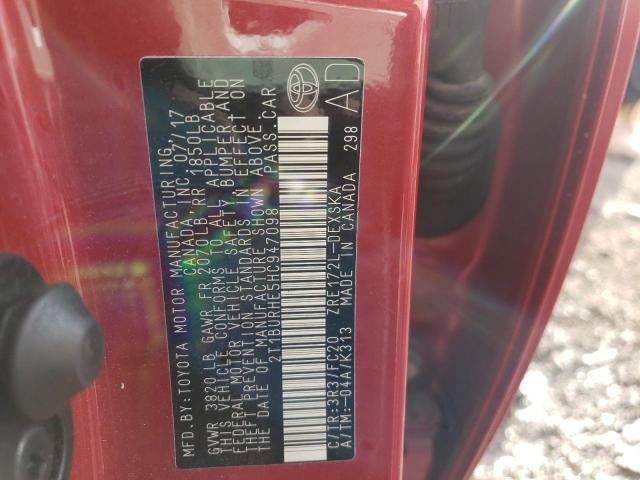 MFD.BY:TOYOTA MOTOR MANUFACTURING
CANADA, INC. 07/17
GVWR 3820LB GAWR FR 2070LB RR 1850LB
THIS VEHICLE CONFORMS TO ALL APPLICABLE
FEDERAL MOTOR VEHICLE SAFETY, BUMPER AND
THEFT PREVENTION STANDARDS IN EFFECT ON
THE DATE OF MANUFACTURE SHOWN ABOVE.
2T1BURHE5HC947098 PASS.CAR
C/TR:3R3/FC20 ZRE172L-DEXSKA
A/TM:-04A/K313 MADE IN CANADA 298
AD